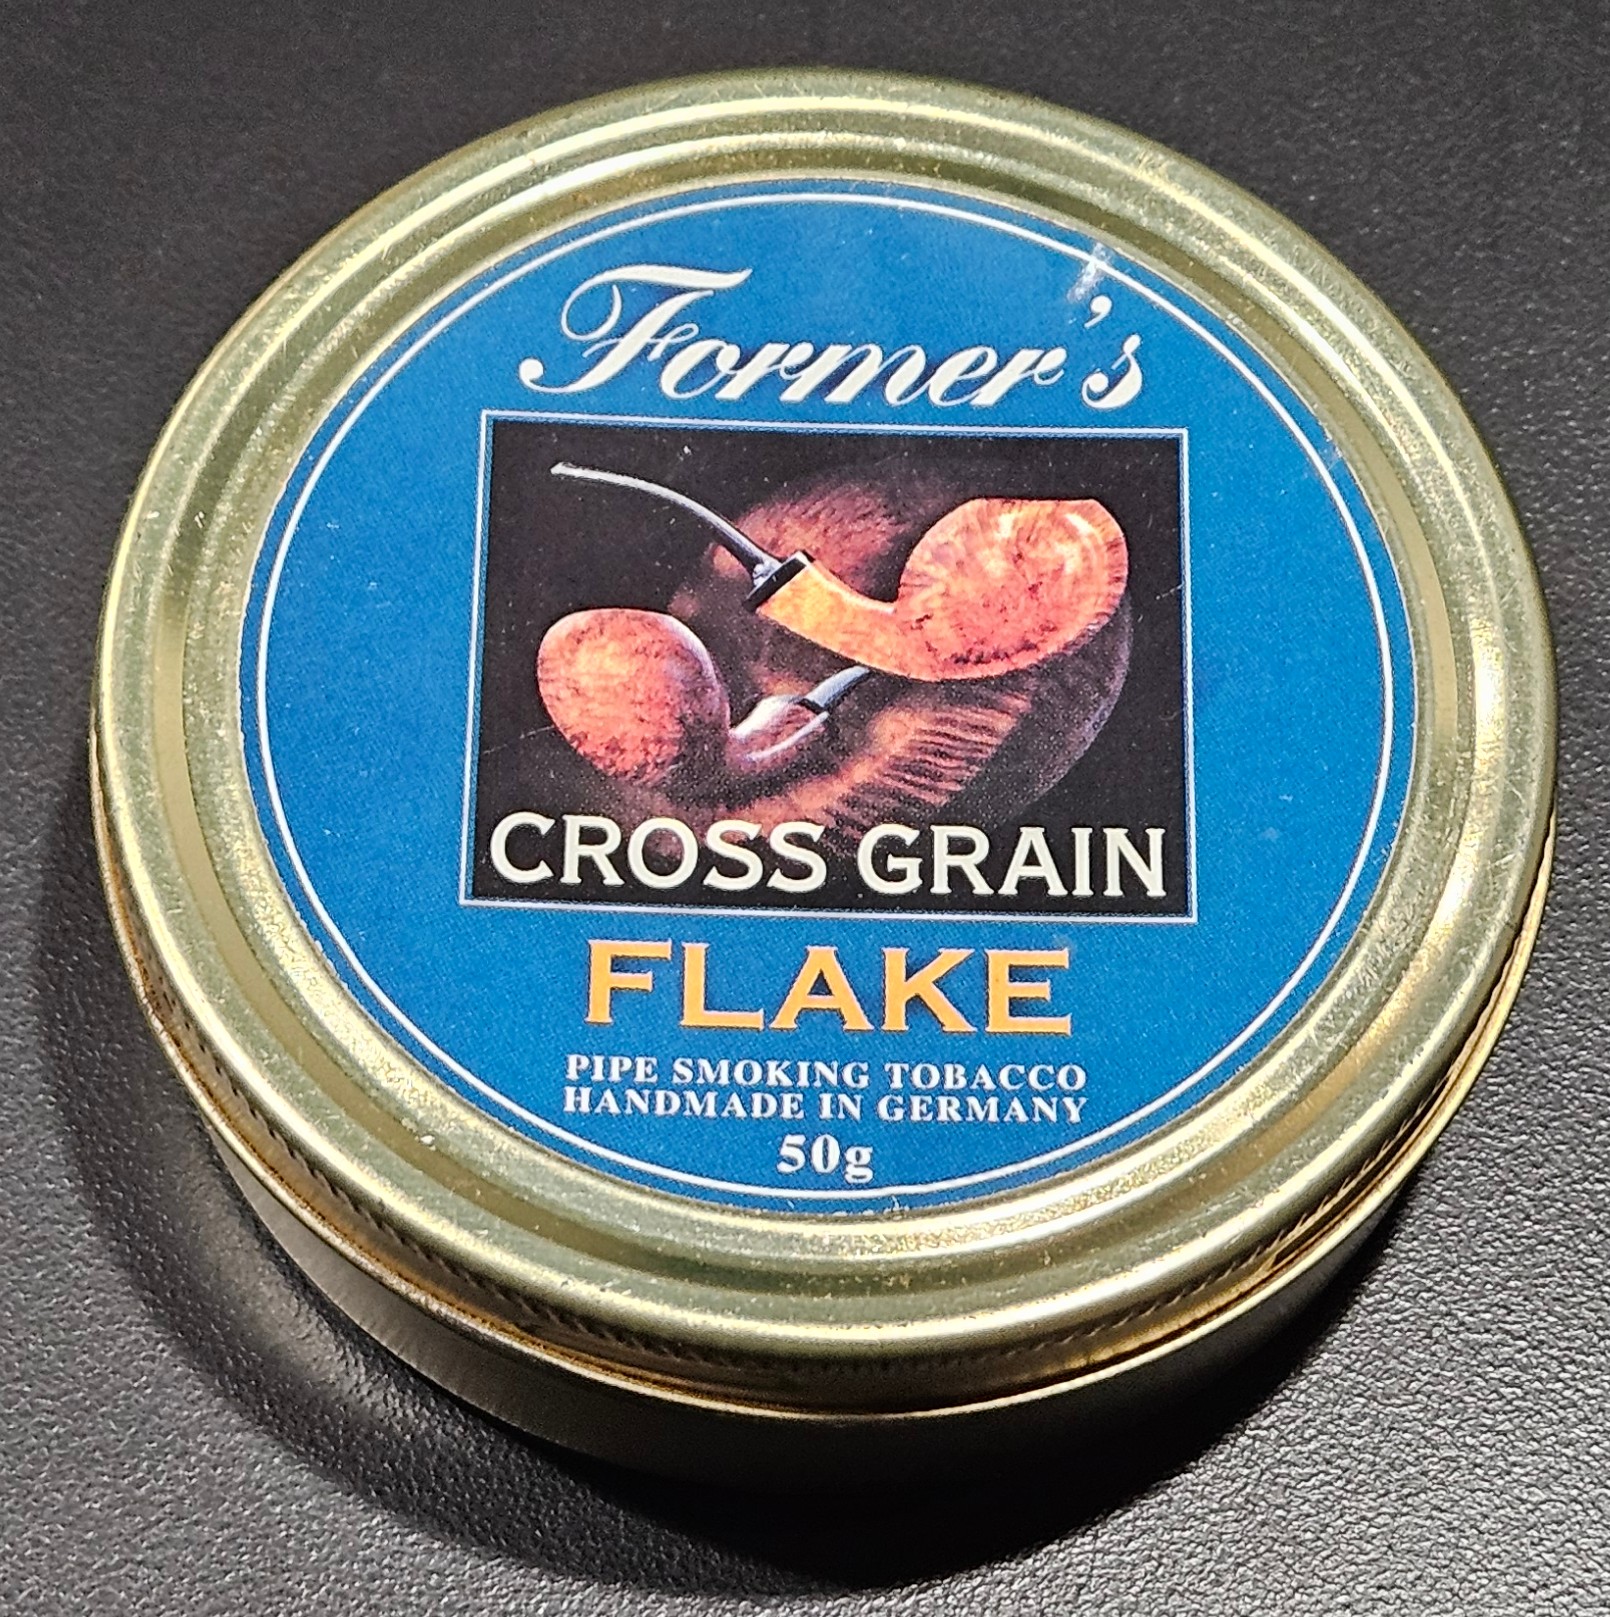 Former's
CROSS GRAIN
FLAKE
PIPE SMOKING TOBACCO
HANDMADE IN GERMANY
50g